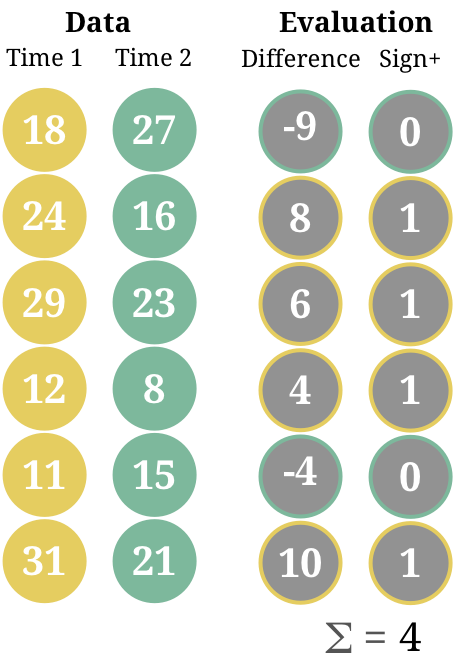 Data Evaluation
Time 1 Time 2 Difference Sign+
18 27 -9 0
24 16 8 1
29 23 6 1
12 8 4 1
11 15 -4 0
31 21 10 1
Σ = 4